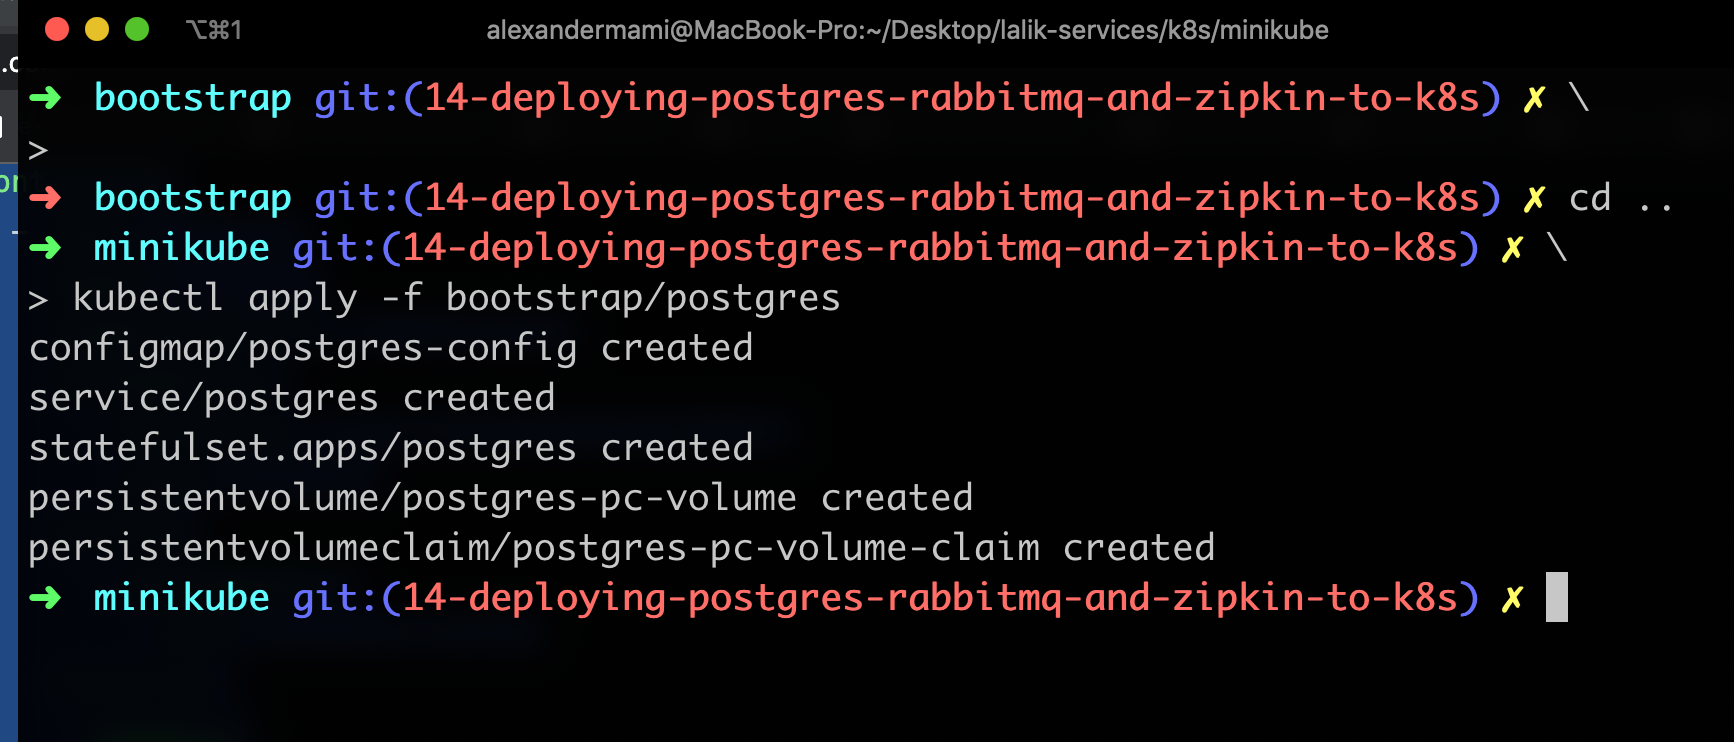 ⌥⌘1 alexandermami@MacBook-Pro:~/Desktop/lalik-services/k8s/minikube
➜ bootstrap git:(14-deploying-postgres-rabbitmq-and-zipkin-to-k8s) ✗ \
>
➜ bootstrap git:(14-deploying-postgres-rabbitmq-and-zipkin-to-k8s) ✗ cd ..
➜ minikube git:(14-deploying-postgres-rabbitmq-and-zipkin-to-k8s) ✗ \
> kubectl apply -f bootstrap/postgres
configmap/postgres-config created
service/postgres created
statefulset.apps/postgres created
persistentvolume/postgres-pc-volume created
persistentvolumeclaim/postgres-pc-volume-claim created
➜ minikube git:(14-deploying-postgres-rabbitmq-and-zipkin-to-k8s) ✗